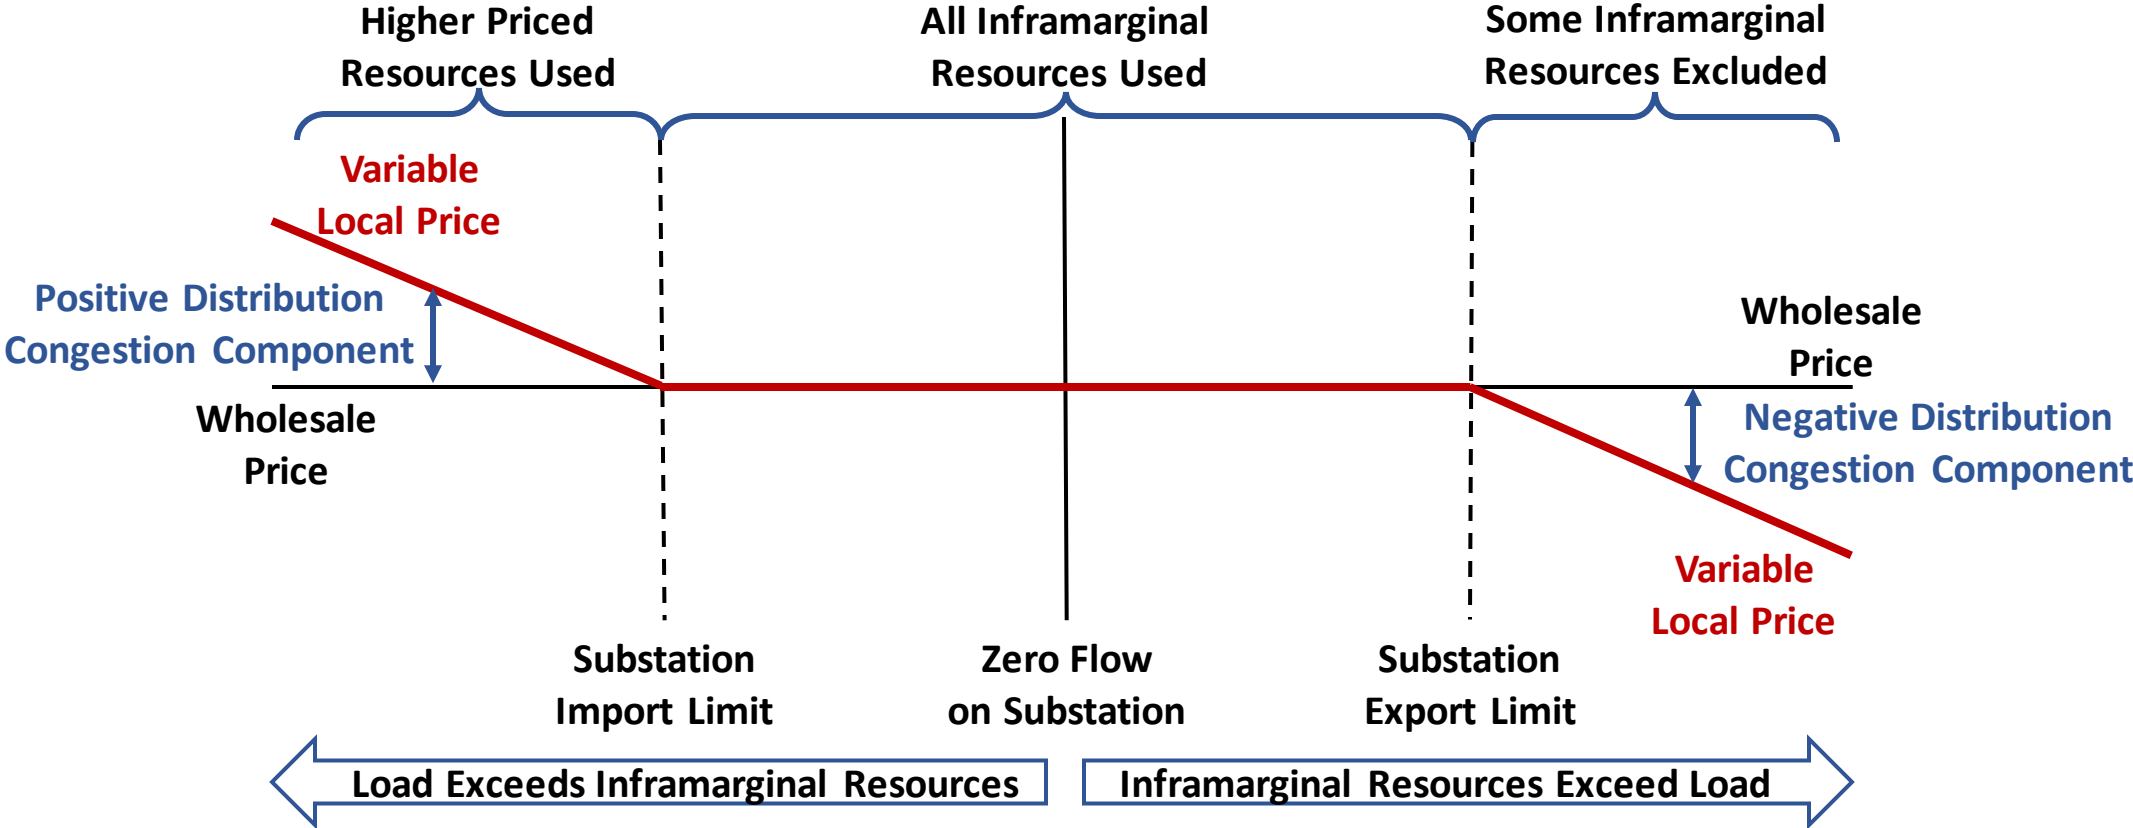 Higher Priced
Resources Used
All Inframarginal
Resources Used
Some Inframarginal
Resources Excluded
Variable
Local Price
Positive Distribution
Congestion Component
Wholesale
Price
Wholesale
Price
Negative Distribution
Congestion Component
Variable
Local Price
Substation
Import Limit
Zero Flow
on Substation
Substation
Export Limit
Load Exceeds Inframarginal Resources
Inframarginal Resources Exceed Load